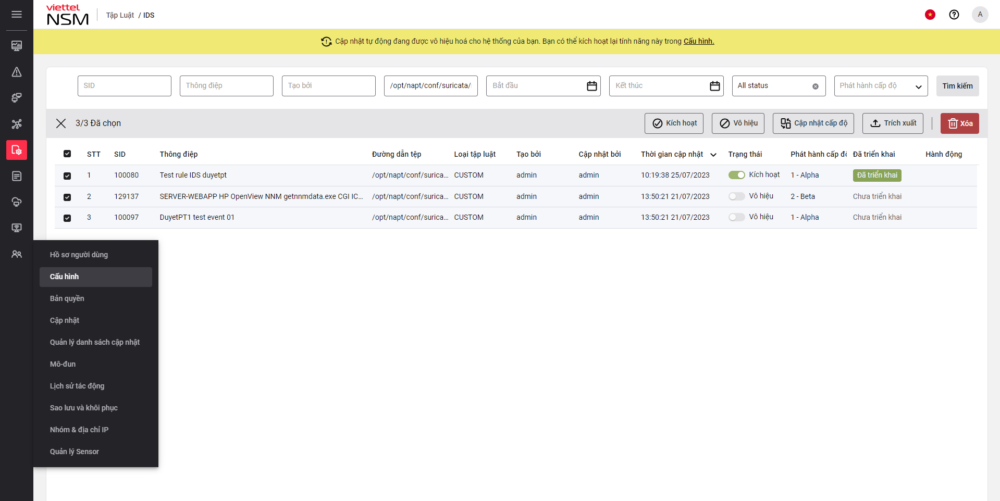 viettel
NSM
Tập Luật / IDS
A
Cập nhật tự động đang được vô hiệu hoá cho hệ thống của bạn. Bạn có thể kích hoạt lại tính năng này trong Cấu hình.
SID
Thông điệp
Tạo bởi
/opt/napt/conf/suricata/
Bắt đầu
Kết thúc
All status
Phát hành cấp độ
Tìm kiếm
3/3 Đã chọn
Kích hoạt
Vô hiệu
Cập nhật cấp độ
Trích xuất
Xóa
STT SID Thông điệp Đường dẫn tệp Loại tập luật Tạo bởi Cập nhật bởi Thời gian cập nhật Trạng thái Phát hành cấp độ Đã triển khai Hành động
1 100080 Test rule IDS duyetpt /opt/napt/conf/surica... CUSTOM admin admin 10:19:38 25/07/2023 Kích hoạt 1 - Alpha Đã triển khai
2 129137 SERVER-WEBAPP HP OpenView NNM getnnmdata.exe CGI IC... /opt/napt/conf/surica... CUSTOM admin admin 13:50:21 21/07/2023 Vô hiệu 2 - Beta Chưa triển khai
3 100097 DuyetPT1 test event 01 /opt/napt/conf/surica... CUSTOM admin admin 13:50:21 21/07/2023 Vô hiệu 1 - Alpha Chưa triển khai
Hồ sơ người dùng
Cấu hình
Bản quyền
Cập nhật
Quản lý danh sách cập nhật
Mô-đun
Lịch sử tác động
Sao lưu và khôi phục
Nhóm & địa chỉ IP
Quản lý Sensor